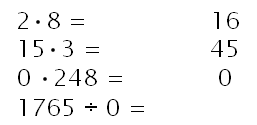 2 · 8 = 16
15 · 3 = 45
0 · 248 = 0
1765 ÷ 0 =